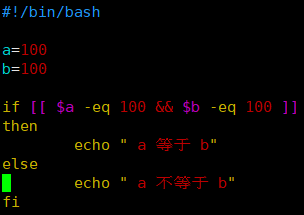 #!/bin/bash
a=100
b=100
if [[ $a -eq 100 && $b -eq 100 ]]
then
echo " a 等于 b"
else
echo " a 不等于 b"
fi